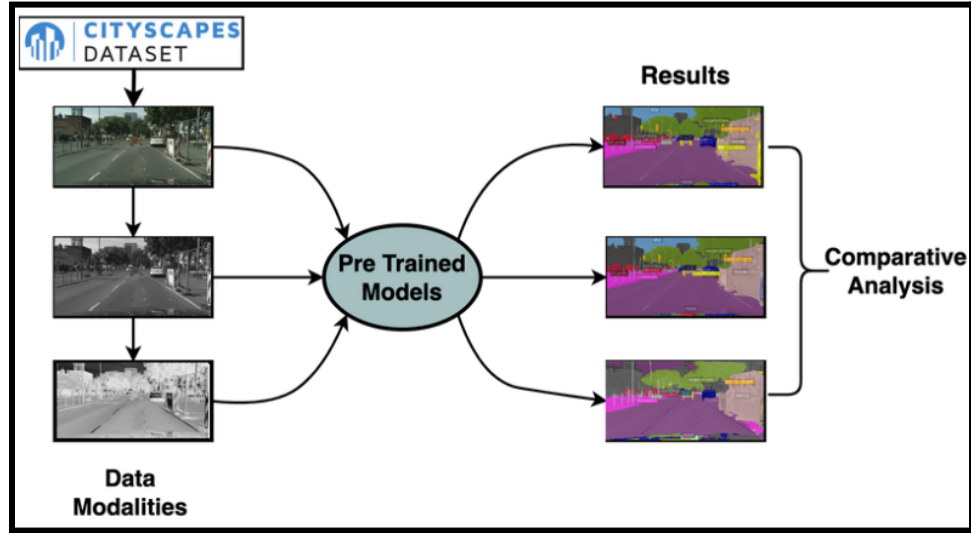 CITYSCAPES
DATASET
Results
Pre Trained
Models
Comparative
Analysis
Data
Modalities